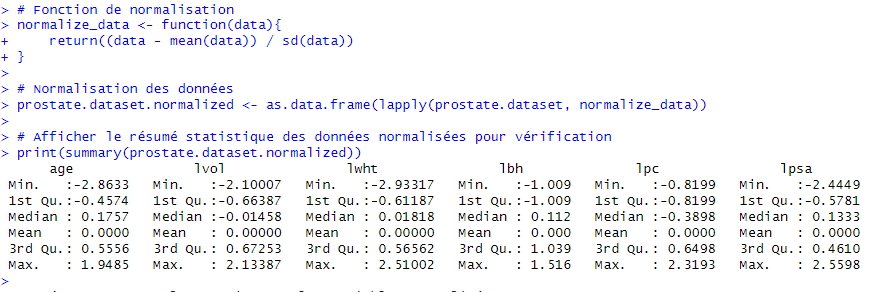 > # Fonction de normalisation
> normalize_data <- function(data){
+     return((data - mean(data)) / sd(data))
+ }
>
> # Normalisation des données
> prostate.dataset.normalized <- as.data.frame(lapply(prostate.dataset, normalize_data))
>
> # Afficher le résumé statistique des données normalisées pour vérification
> print(summary(prostate.dataset.normalized))
      age               lvol               lwht               lbh              lpc               lpsa
 Min.   :-2.8633   Min.   :-2.10007   Min.   :-2.93317   Min.   :-1.009   Min.   :-0.8199   Min.   :-2.4449
 1st Qu.:-0.4574   1st Qu.:-0.66387   1st Qu.:-0.61187   1st Qu.:-1.009   1st Qu.:-0.8199   1st Qu.:-0.5781
 Median : 0.1757   Median :-0.01458   Median : 0.01818   Median : 0.112   Median :-0.3898   Median : 0.1333
 Mean   : 0.0000   Mean   : 0.00000   Mean   : 0.00000   Mean   : 0.000   Mean   : 0.0000   Mean   : 0.0000
 3rd Qu.: 0.5556   3rd Qu.: 0.67253   3rd Qu.: 0.56562   3rd Qu.: 1.039   3rd Qu.: 0.6498   3rd Qu.: 0.4610
 Max.   : 1.9485   Max.   : 2.13387   Max.   : 2.51002   Max.   : 1.516   Max.   : 2.3193   Max.   : 2.5598
>